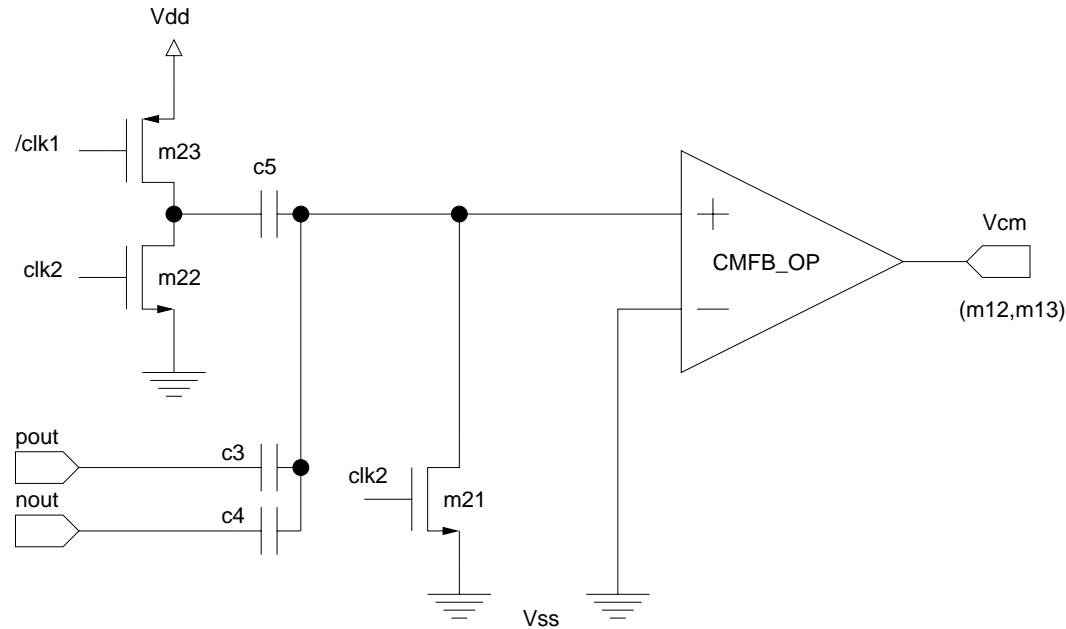 Vdd
/clk1
m23
c5
clk2
m22
CMFB_OP
Vcm
(m12,m13)
pout
c3
nout
c4
clk2
m21
Vss